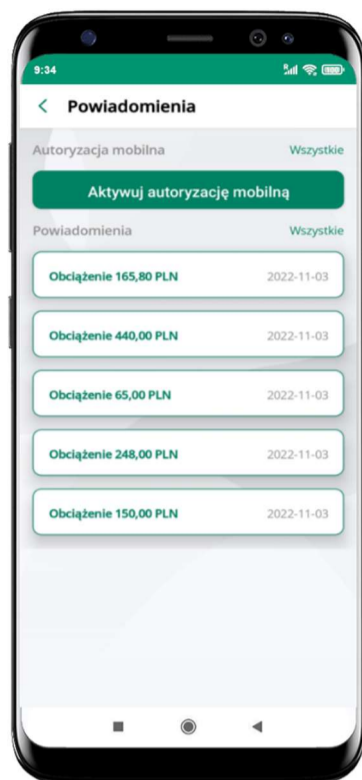 9:34
Powiadomienia
Autoryzacja mobilna Wszystkie
Aktywuj autoryzację mobilną
Powiadomienia Wszystkie
Obciążenie 165,80 PLN 2022-11-03
Obciążenie 440,00 PLN 2022-11-03
Obciążenie 65,00 PLN 2022-11-03
Obciążenie 248,00 PLN 2022-11-03
Obciążenie 150,00 PLN 2022-11-03